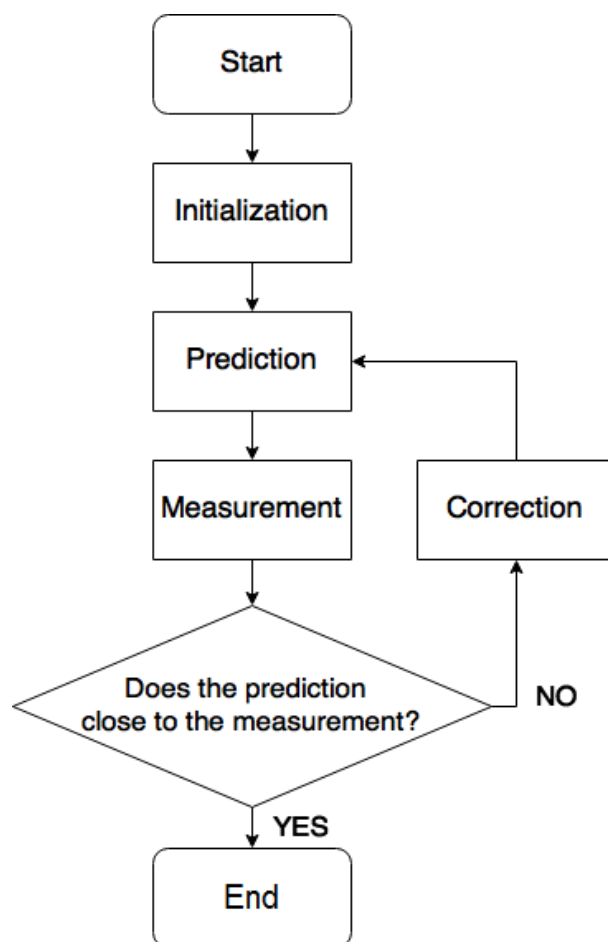 Start
Initialization
Prediction
Measurement
Correction
Does the prediction
close to the measurement?
NO
YES
End